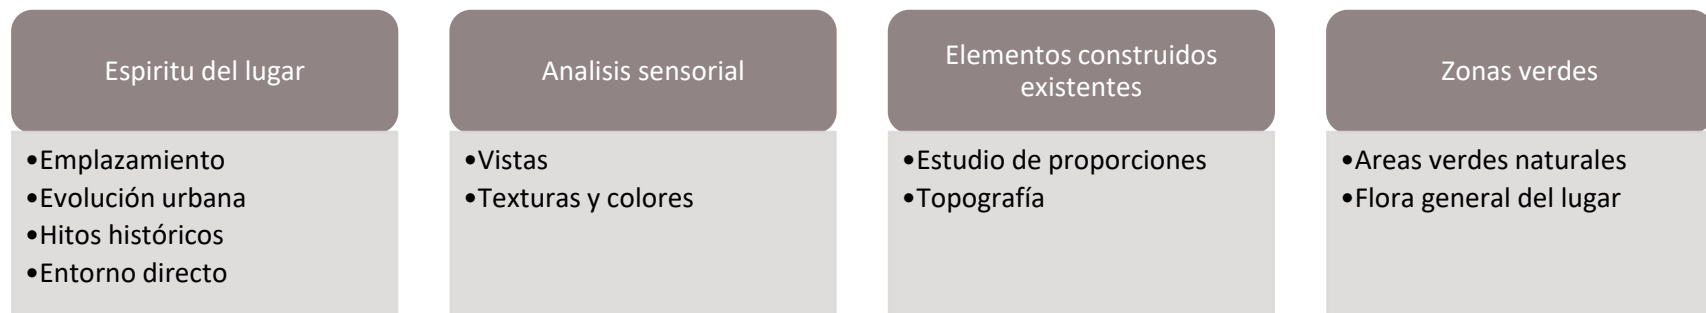 Espiritu del lugar
•Emplazamiento
•Evolución urbana
•Hitos históricos
•Entorno directo
Analisis sensorial
•Vistas
•Texturas y colores
Elementos construidos
existentes
•Estudio de proporciones
•Topografía
Zonas verdes
•Areas verdes naturales
•Flora general del lugar